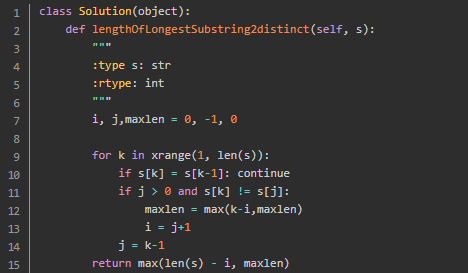 1 class Solution(object):
2 def lengthOfLongestSubstring2distinct(self, s):
3 """
4 :type s: str
5 :rtype: int
6 """
7 i, j,maxlen = 0, -1, 0
8
9 for k in xrange(1, len(s)):
10 if s[k] = s[k-1]: continue
11 if j > 0 and s[k] != s[j]:
12 maxlen = max(k-i,maxlen)
13 i = j+1
14 j = k-1
15 return max(len(s) - i, maxlen)